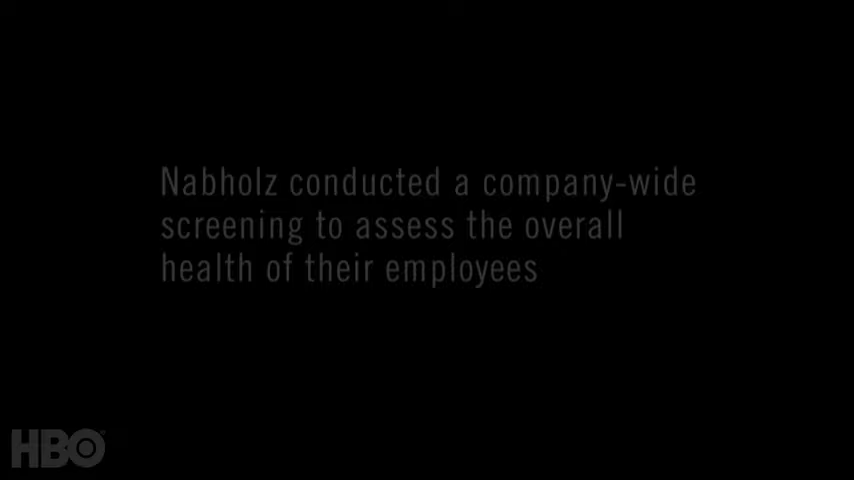 Nabholz conducted a company-wide
screening to assess the overall
health of their employees
HBO